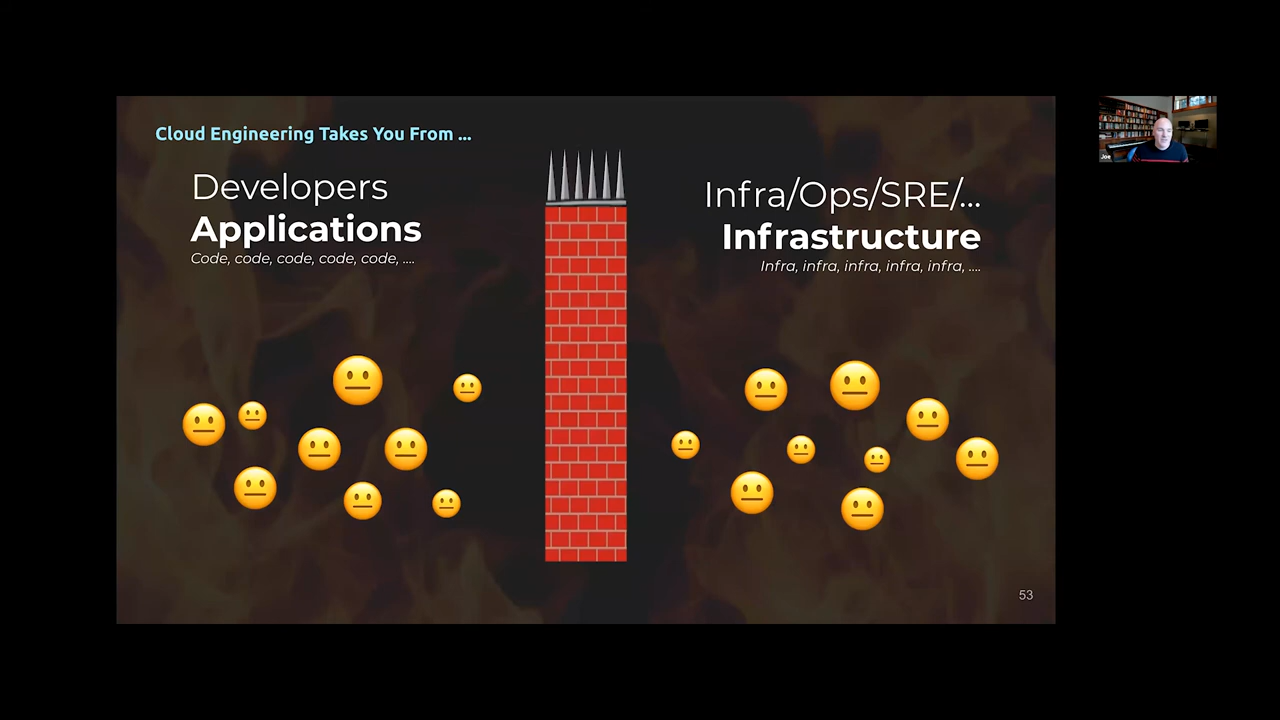 Cloud Engineering Takes You From ...
Developers
Applications
Code, code, code, code, code, ....
Infra/Ops/SRE/...
Infrastructure
Infra, infra, infra, infra, infra, ....
53
Joe